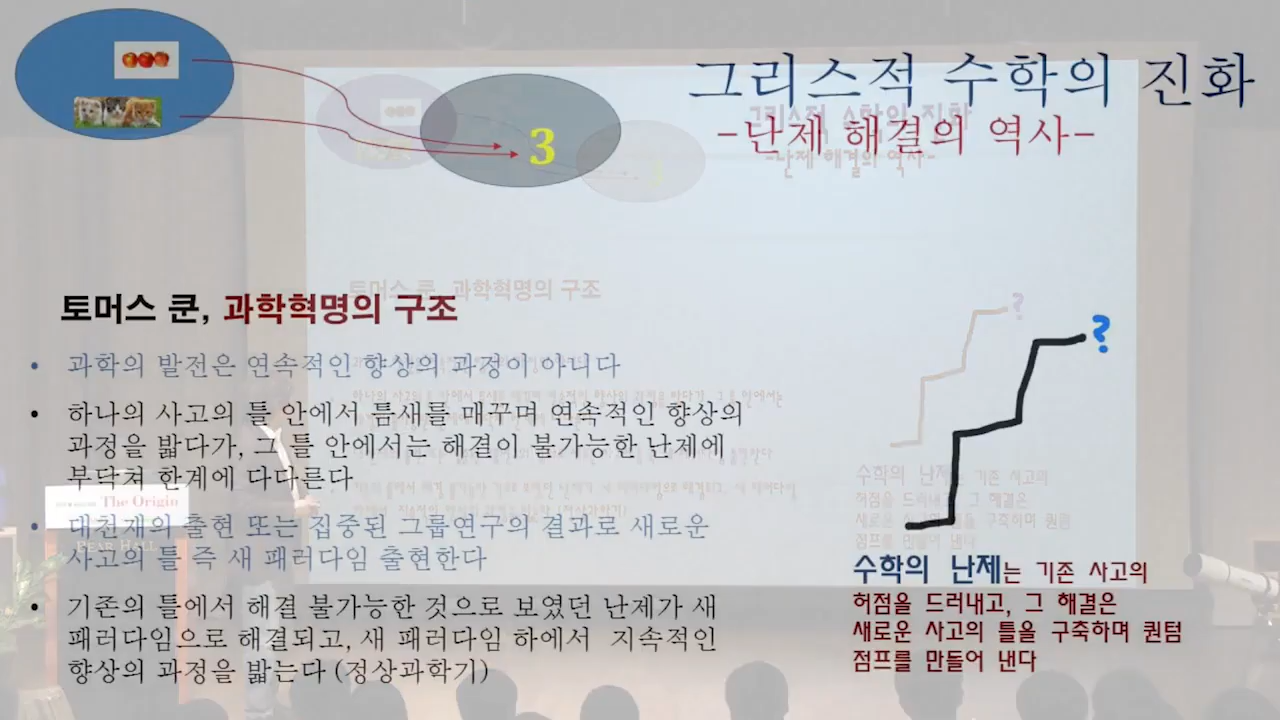 그리스적 수학의 진화
-난제 해결의 역사-
3
토머스 쿤, 과학혁명의 구조
• 과학의 발전은 연속적인 향상의 과정이 아니다
• 하나의 사고의 틀 안에서 틈새를 매꾸며 연속적인 향상의
과정을 밟다가, 그 틀 안에서는 해결이 불가능한 난제에
부닥쳐 한계에 다다른다
• 대천재의 출현 또는 집중된 그룹연구의 결과로 새로운
사고의 틀 즉 새 패러다임 출현한다
• 기존의 틀에서 해결 불가능한 것으로 보였던 난제가 새
패러다임으로 해결되고, 새 패러다임 하에서 지속적인
향상의 과정을 밟는다 (정상과학기)
?
수학의 난제는 기존 사고의
허점을 드러내고, 그 해결은
새로운 사고의 틀을 구축하며 퀀텀
점프를 만들어 낸다
The Origin
PEAR HALL